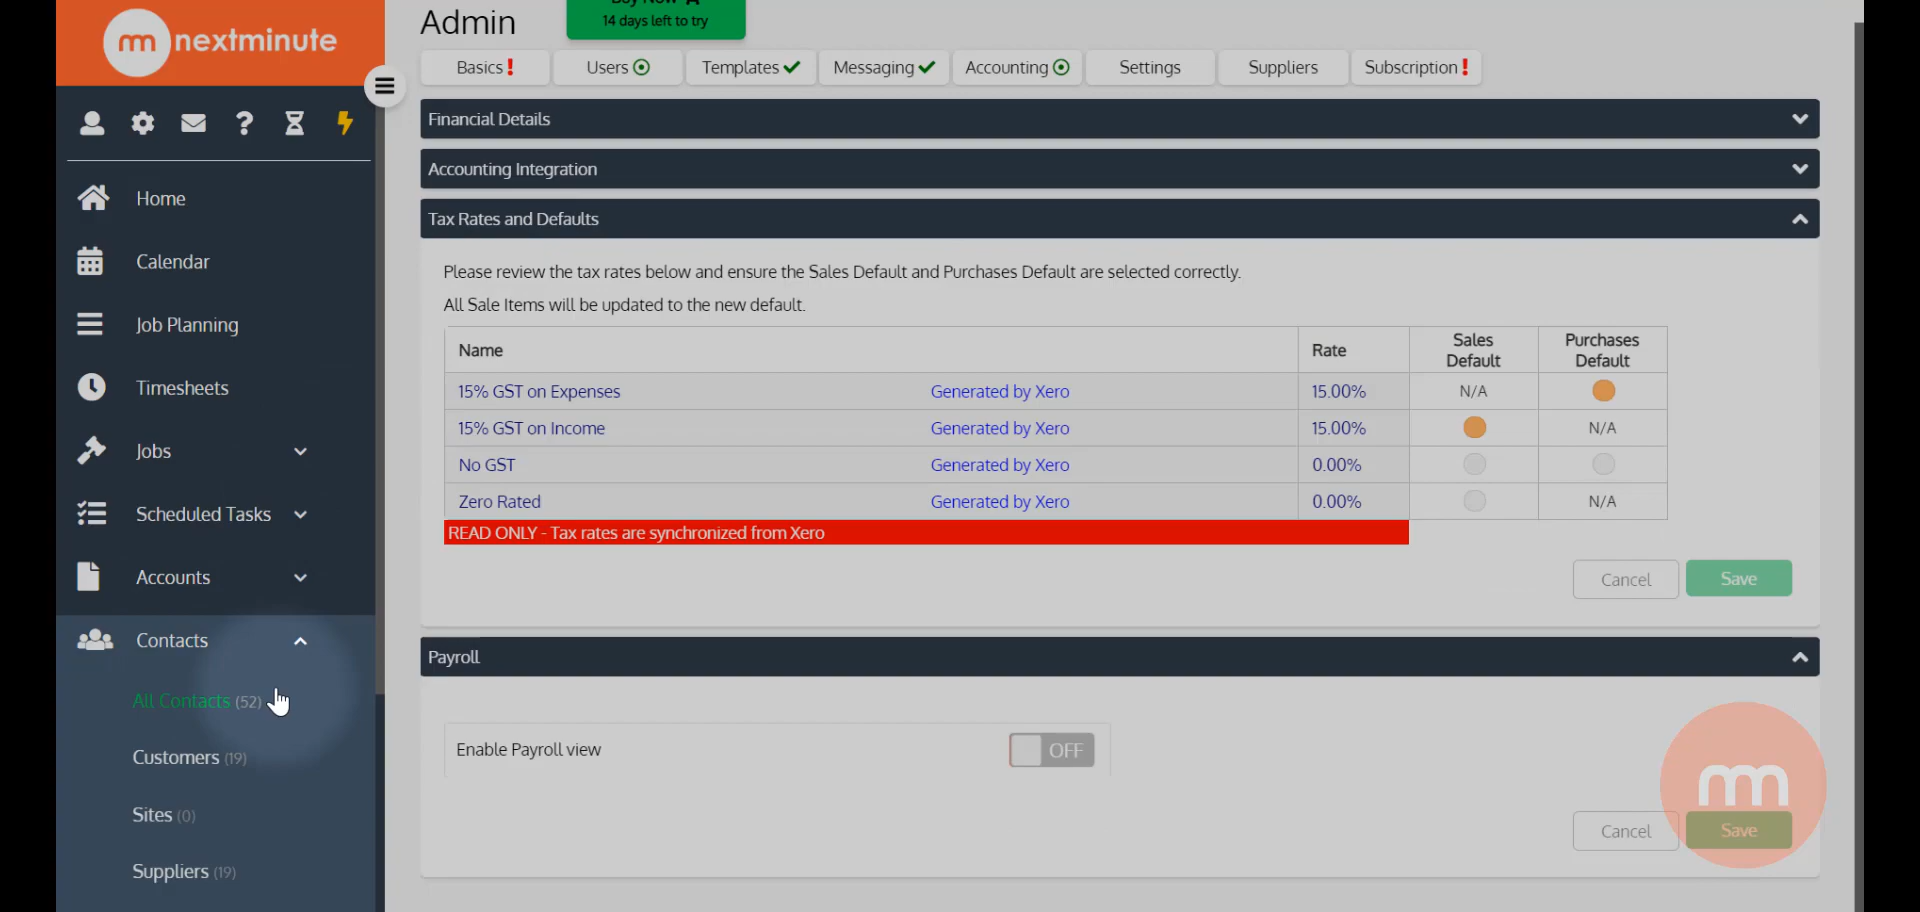 nextminute
Home
Calendar
Job Planning
Timesheets
Jobs
Scheduled Tasks
Accounts
Contacts
All Contacts (52)
Customers (19)
Sites (0)
Suppliers (19)
Admin
Buy Now
14 days left to try
Basics!
Users
Templates
Messaging
Accounting
Settings
Suppliers
Subscription!
Financial Details
Accounting Integration
Tax Rates and Defaults
Please review the tax rates below and ensure the Sales Default and Purchases Default are selected correctly.
All Sale Items will be updated to the new default.
Name Rate Sales Default Purchases Default
15% GST on Expenses Generated by Xero 15.00% N/A
15% GST on Income Generated by Xero 15.00% N/A
No GST Generated by Xero 0.00%
Zero Rated Generated by Xero 0.00% N/A
READ ONLY - Tax rates are synchronized from Xero
Cancel Save
Payroll
Enable Payroll view OFF
Cancel Save